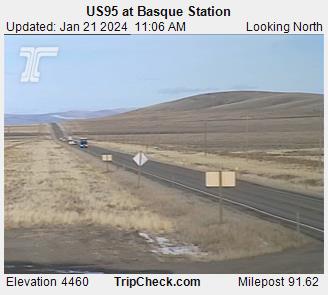 US95 at Basque Station
Updated: Jan 21 2024 11:06 AM Looking North
Elevation 4460 TripCheck.com Milepost 91.62